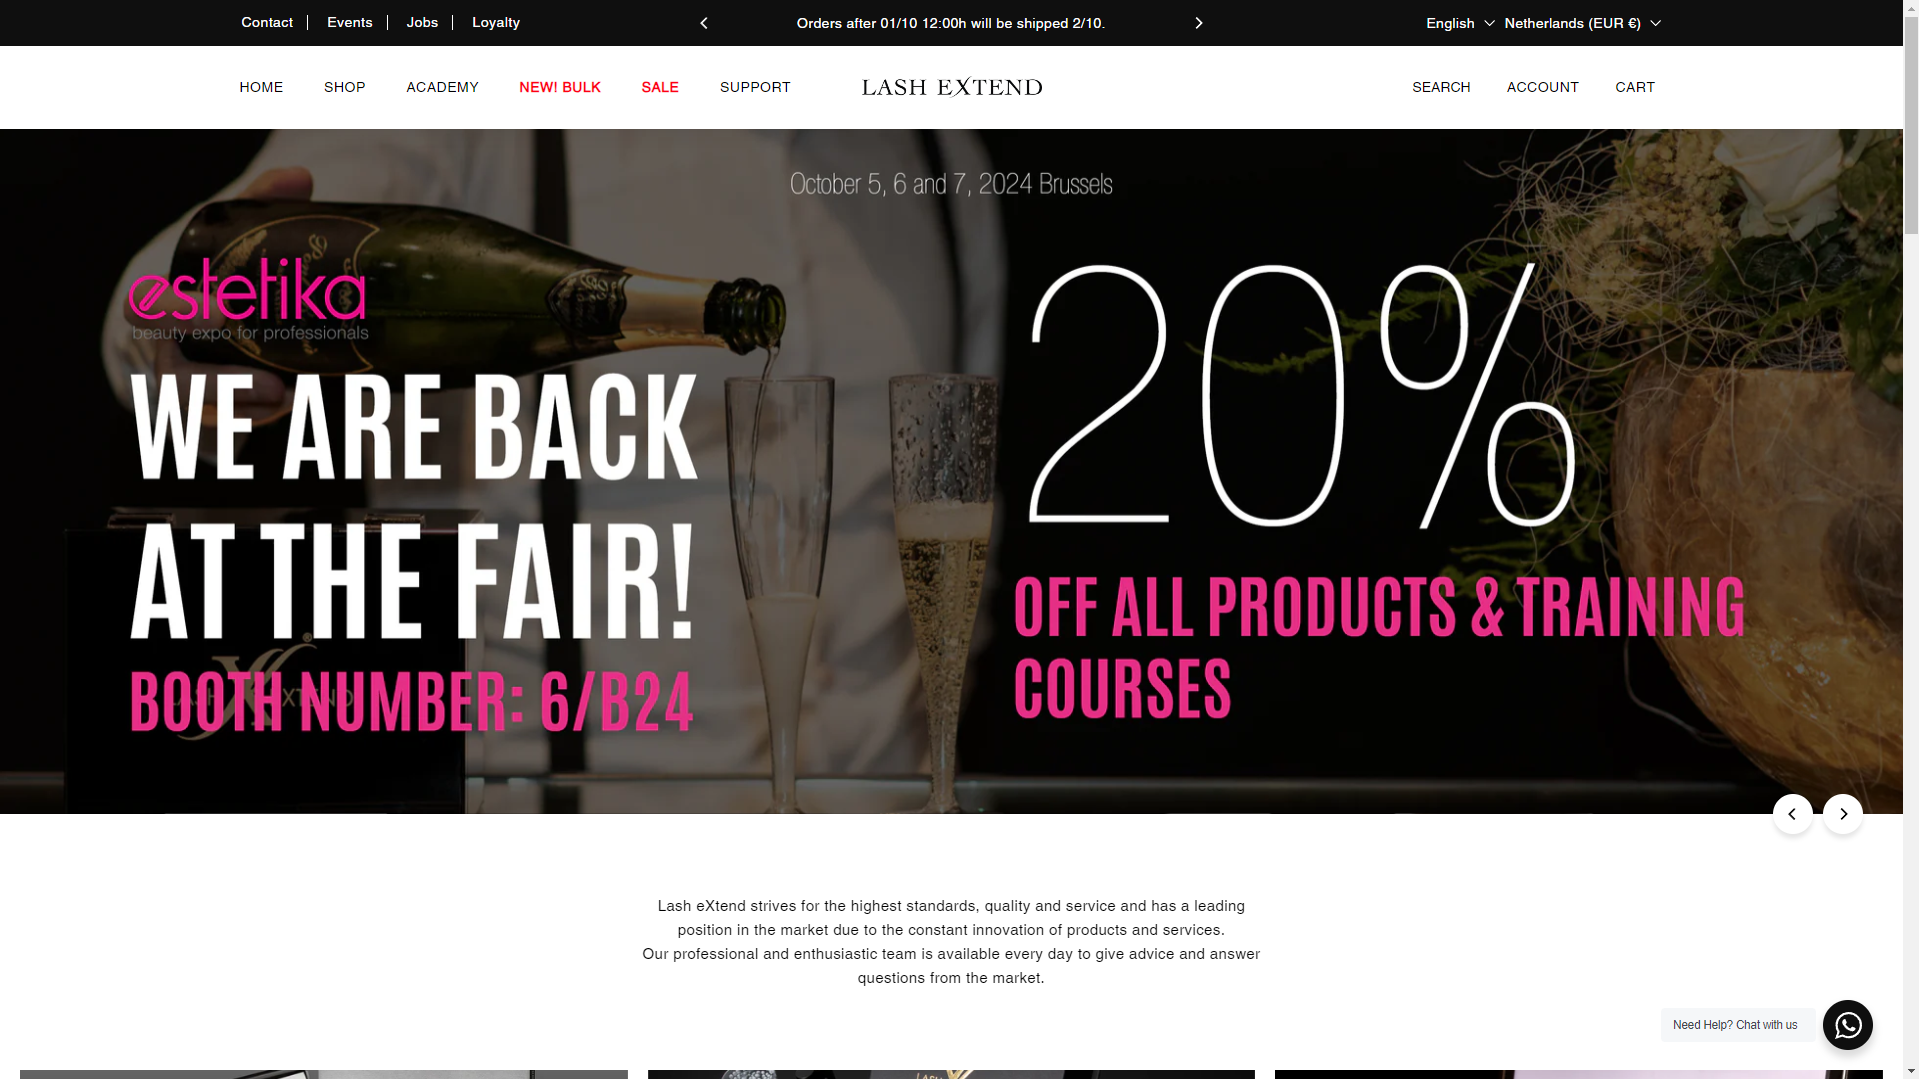 Contact
Events
Jobs
Loyalty
Orders after 01/10 12:00h will be shipped 2/10.
English
Netherlands (EUR €)
HOME
SHOP
ACADEMY
NEW! BULK
SALE
SUPPORT
LASH EXTEND
SEARCH
ACCOUNT
CART
October 5, 6 and 7, 2024 Brussels
estetika
beauty expo for professionals
WE ARE BACK
AT THE FAIR!
BOOTH NUMBER: 6/B24
20%
OFF ALL PRODUCTS & TRAINING
COURSES
Lash eXtend strives for the highest standards, quality and service and has a leading
position in the market due to the constant innovation of products and services.
Our professional and enthusiastic team is available every day to give advice and answer
questions from the market.
Need Help? Chat with us